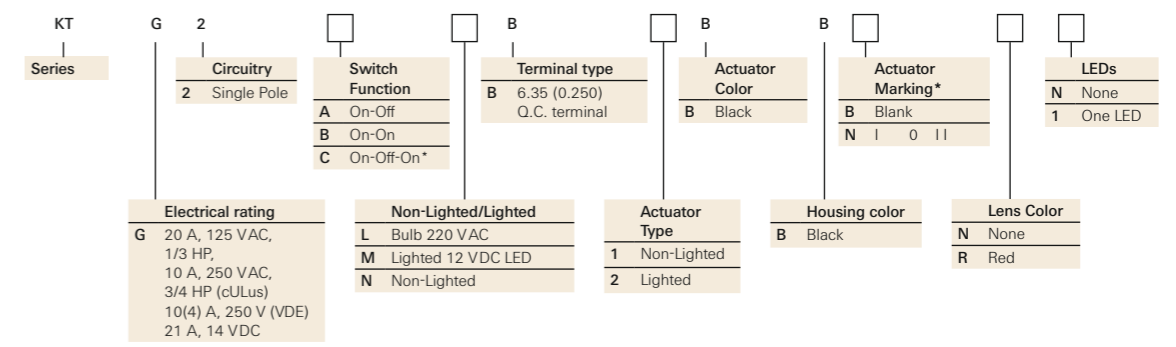 KT G 2 B B B
Series
Circuitry
2 Single Pole
Switch
Function
A On-Off
B On-On
C On-Off-On*
Terminal type
B 6.35 (0.250)
Q.C. terminal
Actuator
Color
B Black
Actuator
Marking*
B Blank
N I 0 II
LEDs
N None
1 One LED
Electrical rating
G 20 A, 125 VAC,
1/3 HP,
10 A, 250 VAC,
3/4 HP (cULus)
10(4) A, 250 V (VDE)
21 A, 14 VDC
Non-Lighted/Lighted
L Bulb 220 VAC
M Lighted 12 VDC LED
N Non-Lighted
Actuator
Type
1 Non-Lighted
2 Lighted
Housing color
B Black
Lens Color
N None
R Red